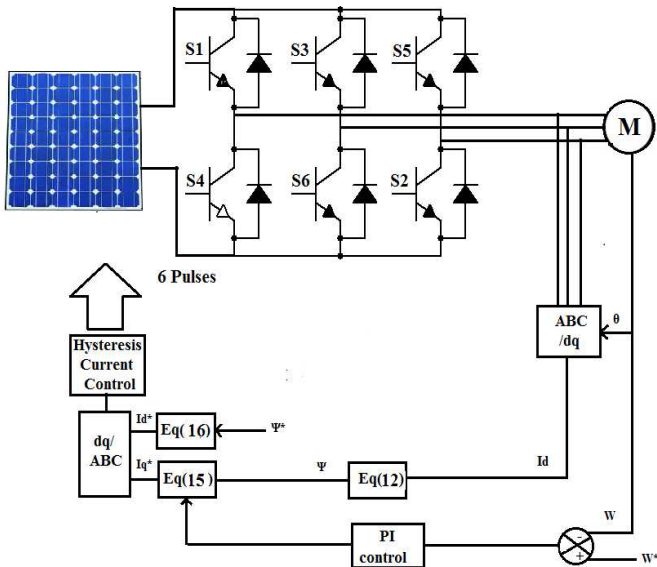 S1
S3
S5
M
S4
S6
S2
6 Pulses
ABC
/dq
θ
Hysteresis
Current
Control
Id*
Eq(16)
Ψ*
dq/
ABC
Iq*
Eq(15)
Ψ
Eq(12)
Id
W
PI
control
-
+
W*